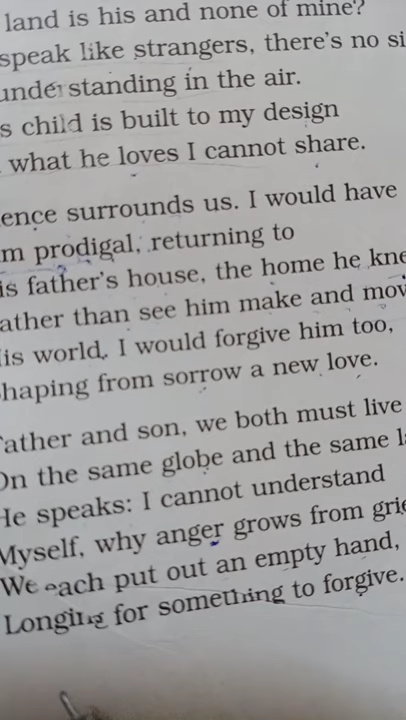 land is his and none of mine?
speak like strangers, there's no si
understanding in the air.
s child is built to my design
what he loves I cannot share.
ence surrounds us. I would have
m prodigal, returning to
is father's house, the home he kne
ather than see him make and mov
is world. I would forgive him too,
haping from sorrow a new love.
ather and son, we both must live
On the same globe and the same la
He speaks: I cannot understand
Myself, why anger grows from grie
We each put out an empty hand,
Longing for something to forgive.